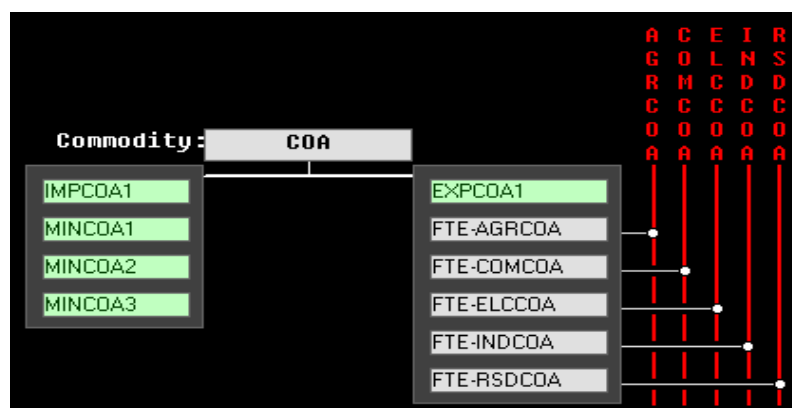 AGRCOA
COMCOA
ELCCOA
INDCOA
RSDCOA
Commodity: COA
IMPCOA1
MINCOA1
MINCOA2
MINCOA3
EXPCOA1
FTE-AGRCOA
FTE-COMCOA
FTE-ELCCOA
FTE-INDCOA
FTE-RSDCOA